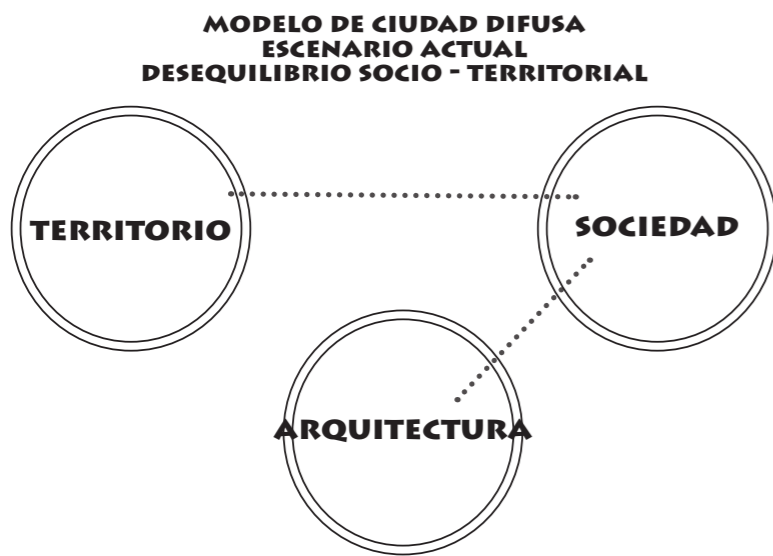 MODELO DE CIUDAD DIFUSA
ESCENARIO ACTUAL
DESEQUILIBRIO SOCIO - TERRITORIAL
TERRITORIO
SOCIEDAD
ARQUITECTURA